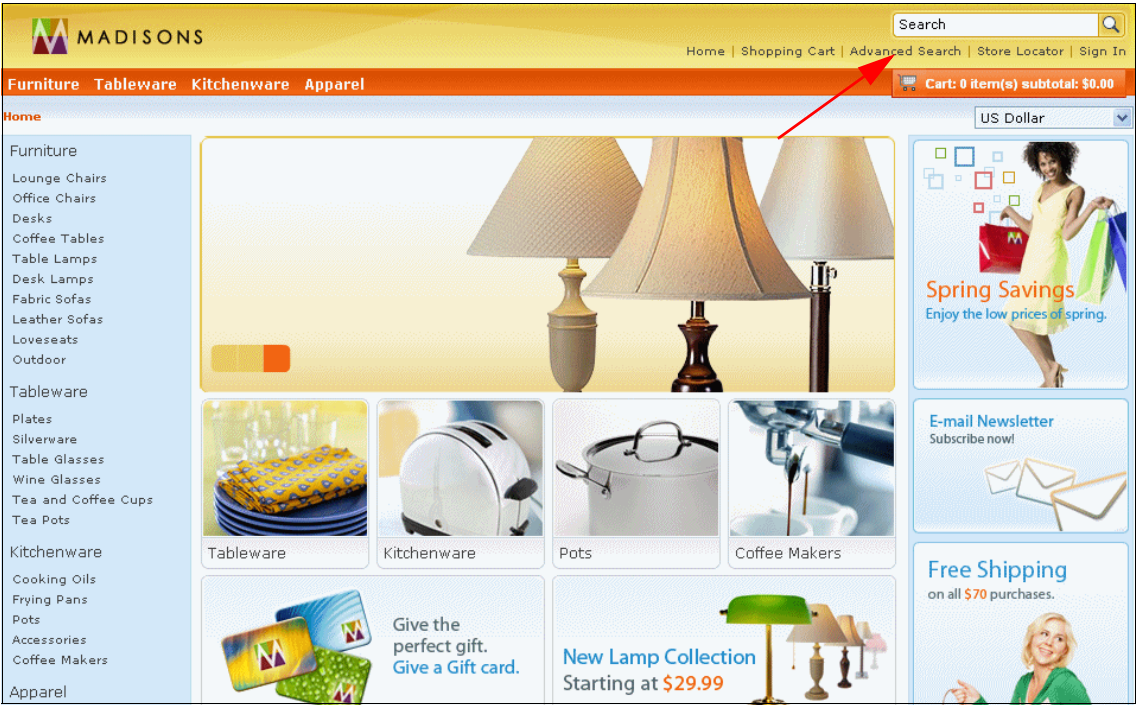 MADISONS
Search
Home | Shopping Cart | Advanced Search | Store Locator | Sign In
Furniture Tableware Kitchenware Apparel
Cart: 0 item(s) subtotal: $0.00
Home
US Dollar
Furniture
Lounge Chairs
Office Chairs
Desks
Coffee Tables
Table Lamps
Desk Lamps
Fabric Sofas
Leather Sofas
Loveseats
Outdoor
Tableware
Plates
Silverware
Table Glasses
Wine Glasses
Tea and Coffee Cups
Tea Pots
Kitchenware
Cooking Oils
Frying Pans
Pots
Accessories
Coffee Makers
Apparel
Tableware
Kitchenware
Pots
Coffee Makers
Give the
perfect gift.
Give a Gift card.
New Lamp Collection
Starting at $29.99
Spring Savings
Enjoy the low prices of spring.
E-mail Newsletter
Subscribe now!
Free Shipping
on all $70 purchases.